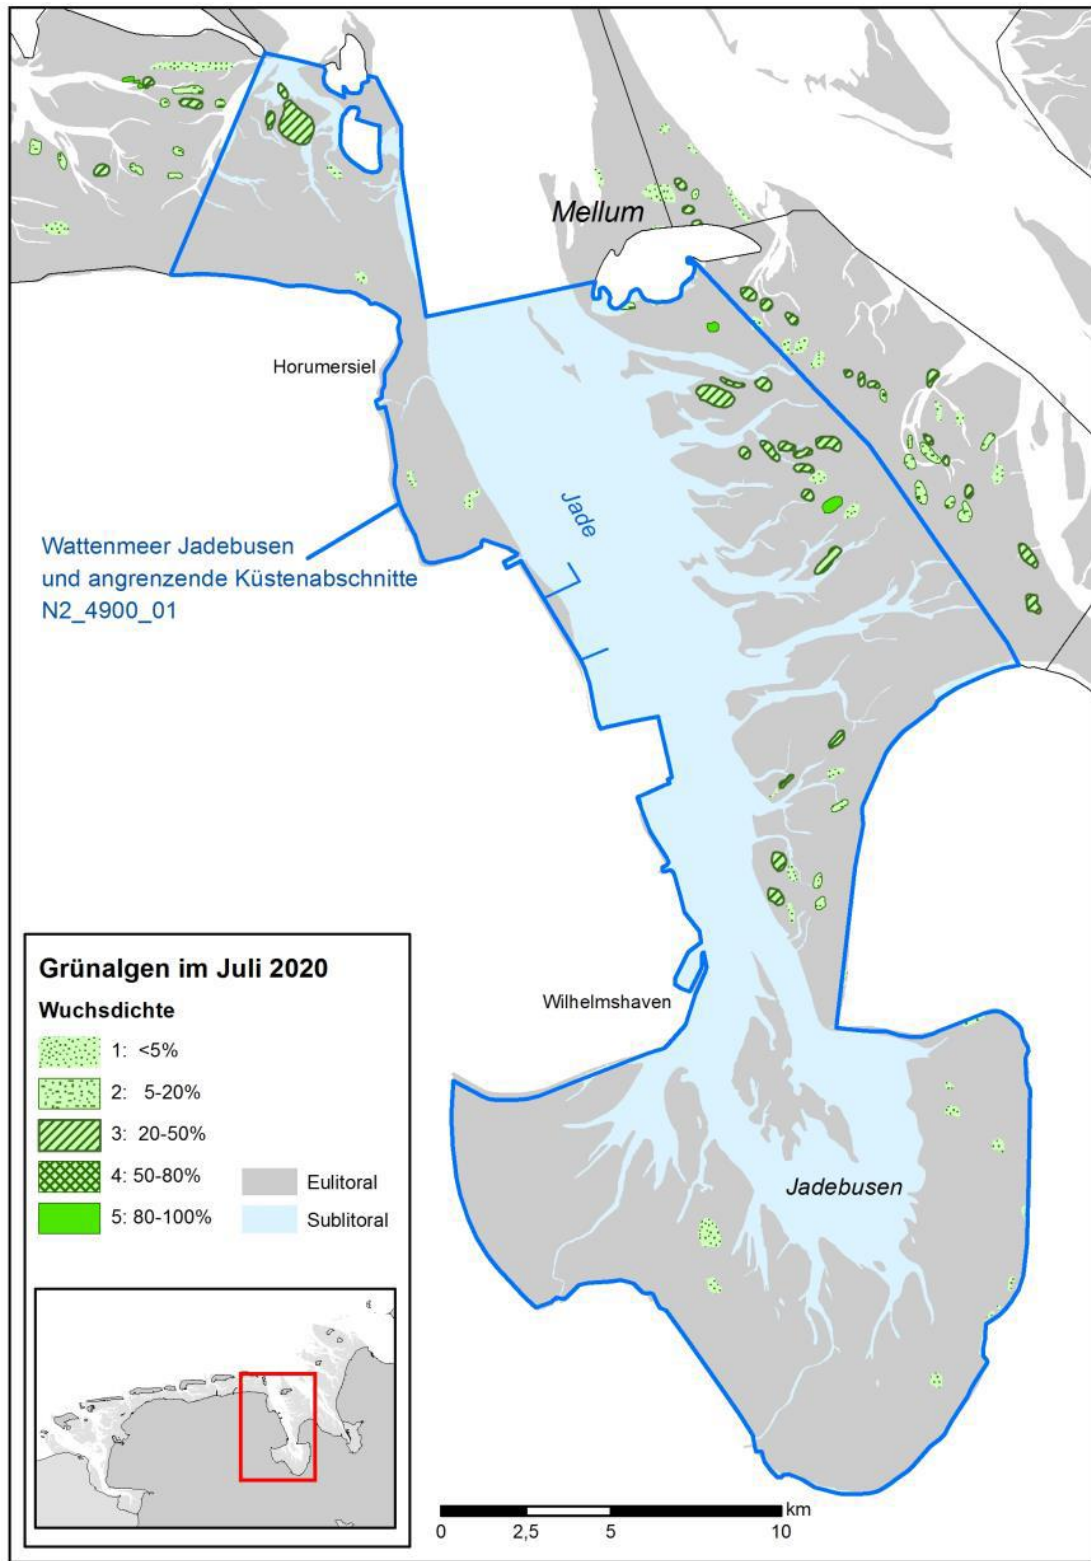 Mellum
Horumersiel
Jade
Wattenmeer Jadebusen
und angrenzende Küstenabschnitte
N2_4900_01
Wilhelmshaven
Jadebusen
Grünalgen im Juli 2020
Wuchsdichte
1: <5%
2: 5-20%
3: 20-50%
4: 50-80%
5: 80-100%
Eulitoral
Sublitoral
km
0 2,5 5 10